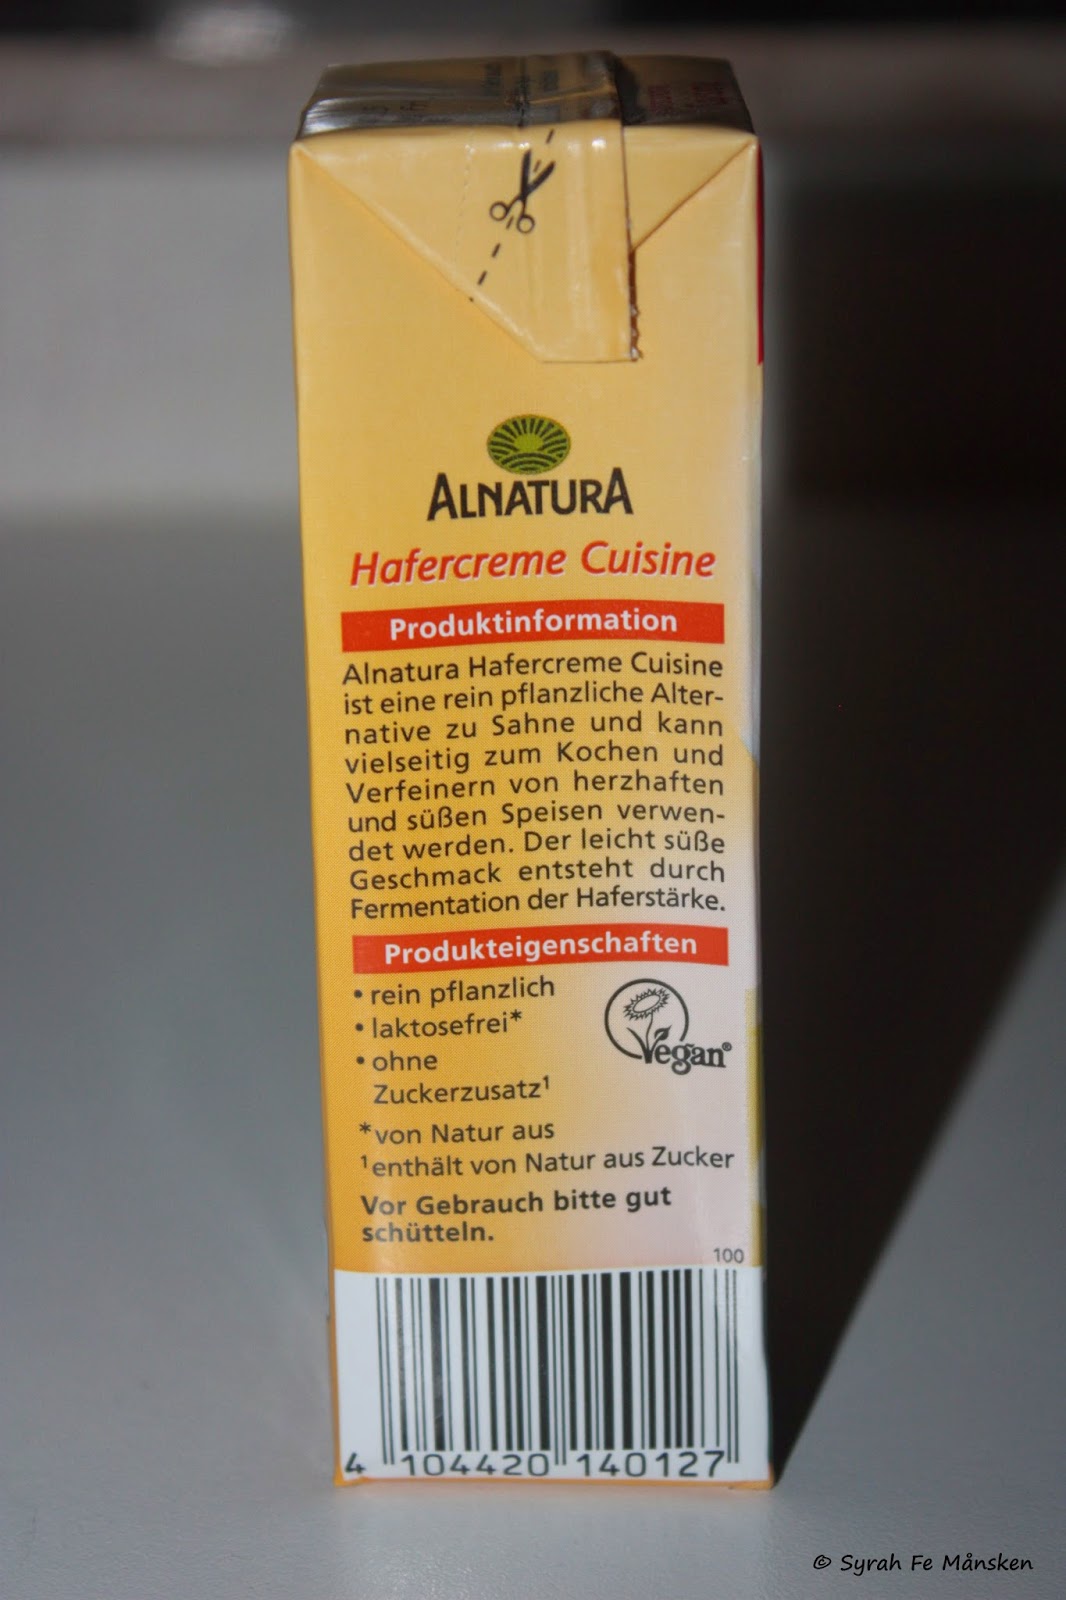 ALNATURA
Hafercreme Cuisine
Produktinformation
Alnatura Hafercreme Cuisine
ist eine rein pflanzliche Alter-
native zu Sahne und kann
vielseitig zum Kochen und
Verfeinern von herzhaften
und süßen Speisen verwen-
det werden. Der leicht süße
Geschmack entsteht durch
Fermentation der Haferstärke.
Produkteigenschaften
• rein pflanzlich
• laktosefrei*
• ohne
Zuckerzusatz¹
Vegan®
*von Natur aus
¹enthält von Natur aus Zucker
Vor Gebrauch bitte gut
schütteln.
100
4 104420 140127
© Syrah Fe Månsken